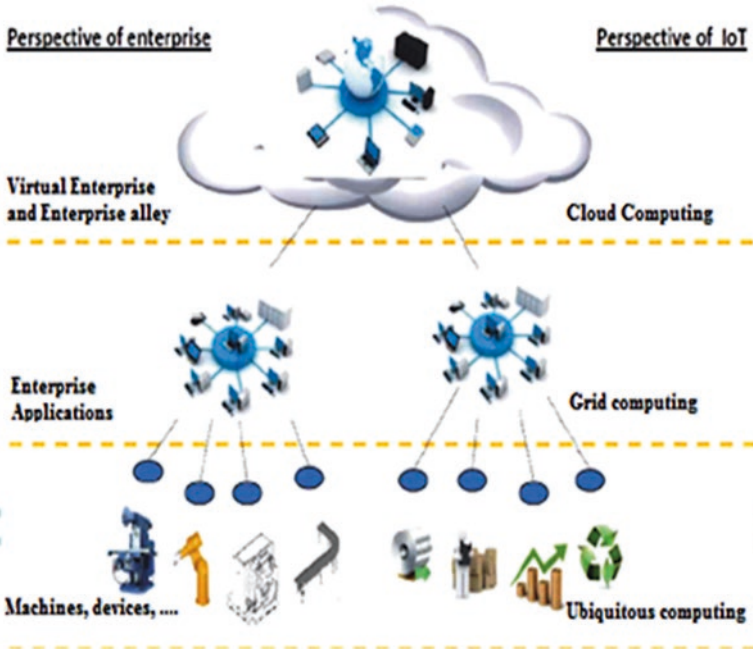 Perspective of enterprise
Perspective of IoT
Virtual Enterprise
and Enterprise alley
Cloud Computing
Enterprise
Applications
Grid computing
Machines, devices, ....
Ubiquitous computing